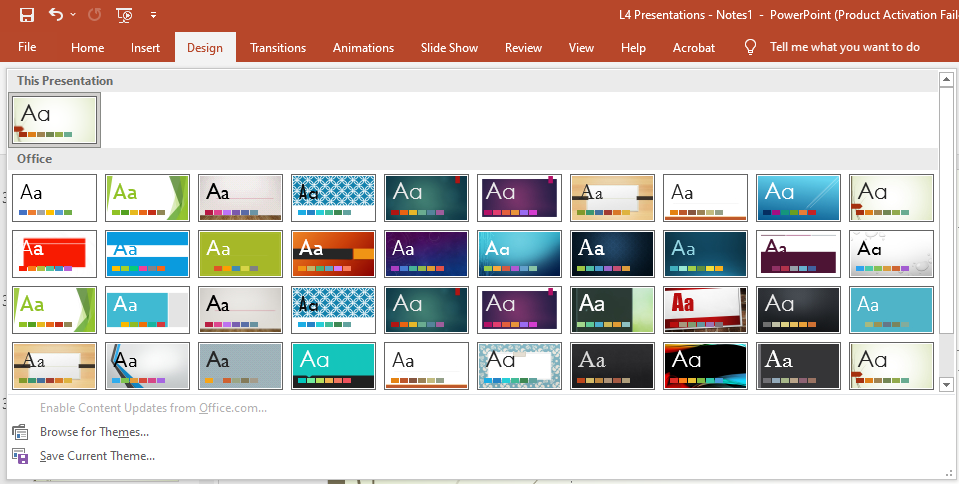 L4 Presentations - Notes1 - PowerPoint (Product Activation Fail
File Home Insert Design Transitions Animations Slide Show Review View Help Acrobat Tell me what you want to do
This Presentation
Aa
Office
Aa Aa Aa Aa Aa Aa Aa Aa Aa Aa
Aa Aa Aa Aa Aa Aa Aa Aa Aa Aa
Aa Aa Aa Aa Aa Aa Aa Aa Aa Aa
Aa Aa Aa Aa Aa Aa Aa Aa Aa Aa
Enable Content Updates from Office.com...
Browse for Themes...
Save Current Theme...